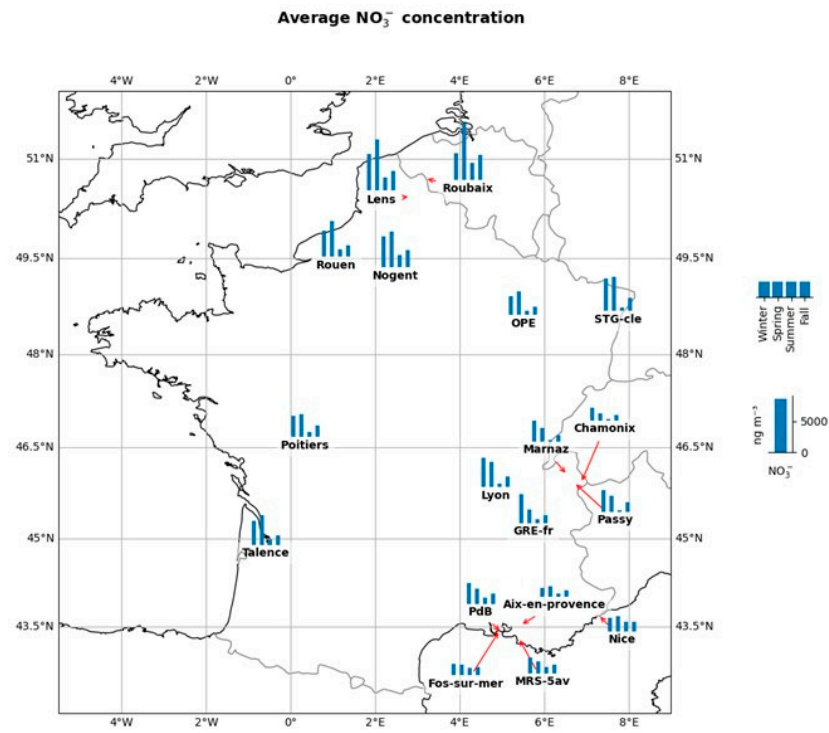 Average NO₃⁻ concentration
4°W 2°W 0° 2°E 4°E 6°E 8°E
51°N 51°N
Roubaix
Lens
Rouen
Nogent
49.5°N 49.5°N
OPE
STG-cle
Winter
Spring
Summer
Fall
48°N 48°N
Chamonix
Poitiers
Marnaz
46.5°N 46.5°N
ng m⁻³
5000
0
NO₃⁻
Lyon
Passy
GRE-fr
45°N 45°N
Talence
PdB
Aix-en-provence
43.5°N 43.5°N
Nice
Fos-sur-mer
MRS-5av
4°W 2°W 0° 2°E 4°E 6°E 8°E